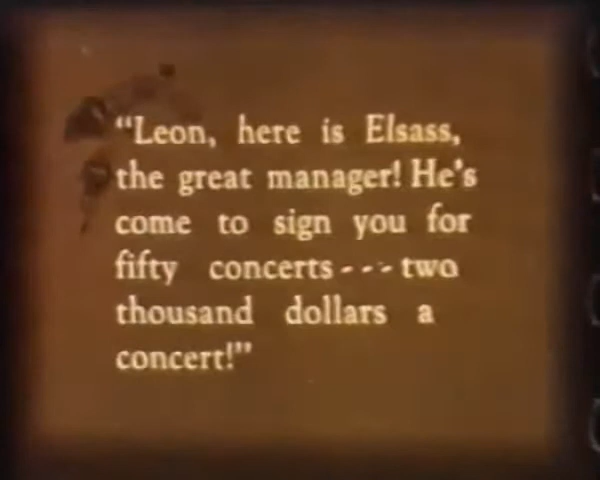 “Leon, here is Elsass,
the great manager! He's
come to sign you for
fifty concerts---two
thousand dollars a
concert!”